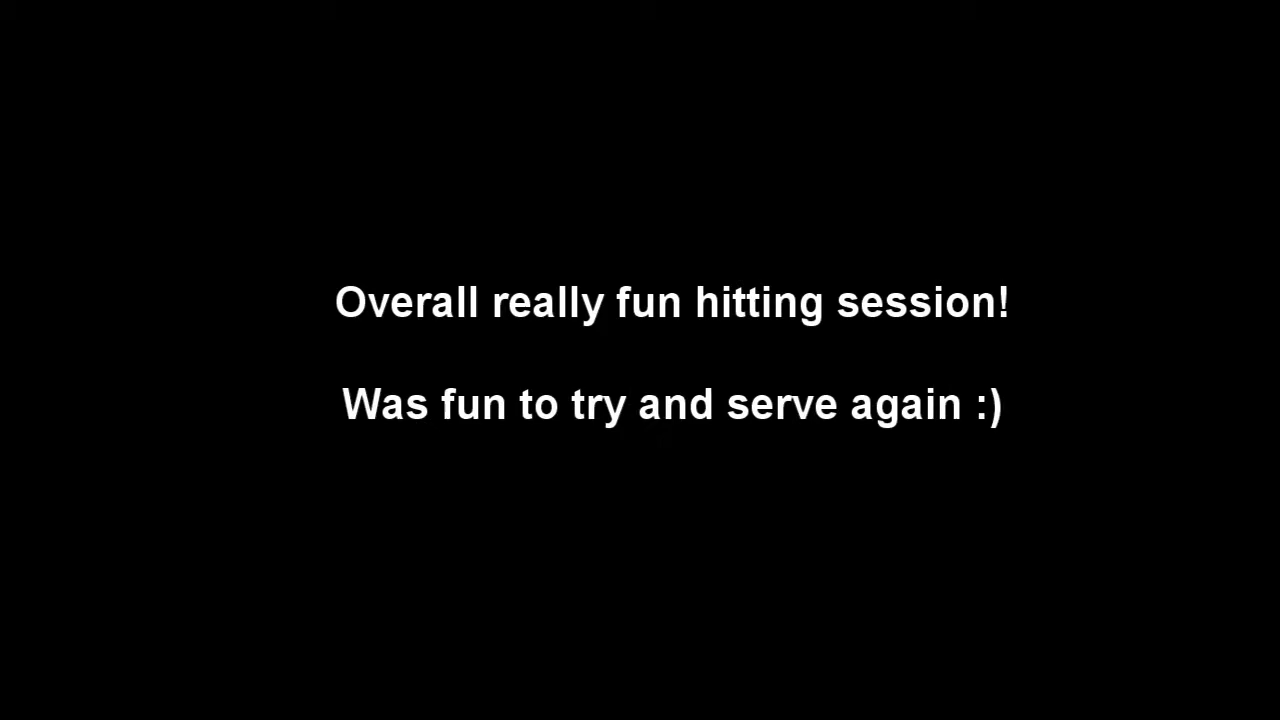 Overall really fun hitting session!
Was fun to try and serve again :)